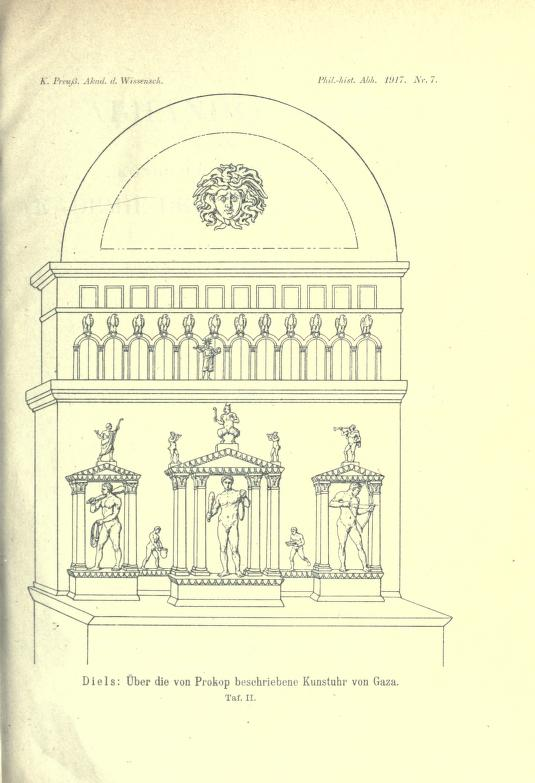 K. Preuß. Akad. d. Wissensch.
Phil.-hist. Abh. 1917. Nr. 7.
Diels: Über die von Prokop beschriebene Kunstuhr von Gaza.
Taf. II.